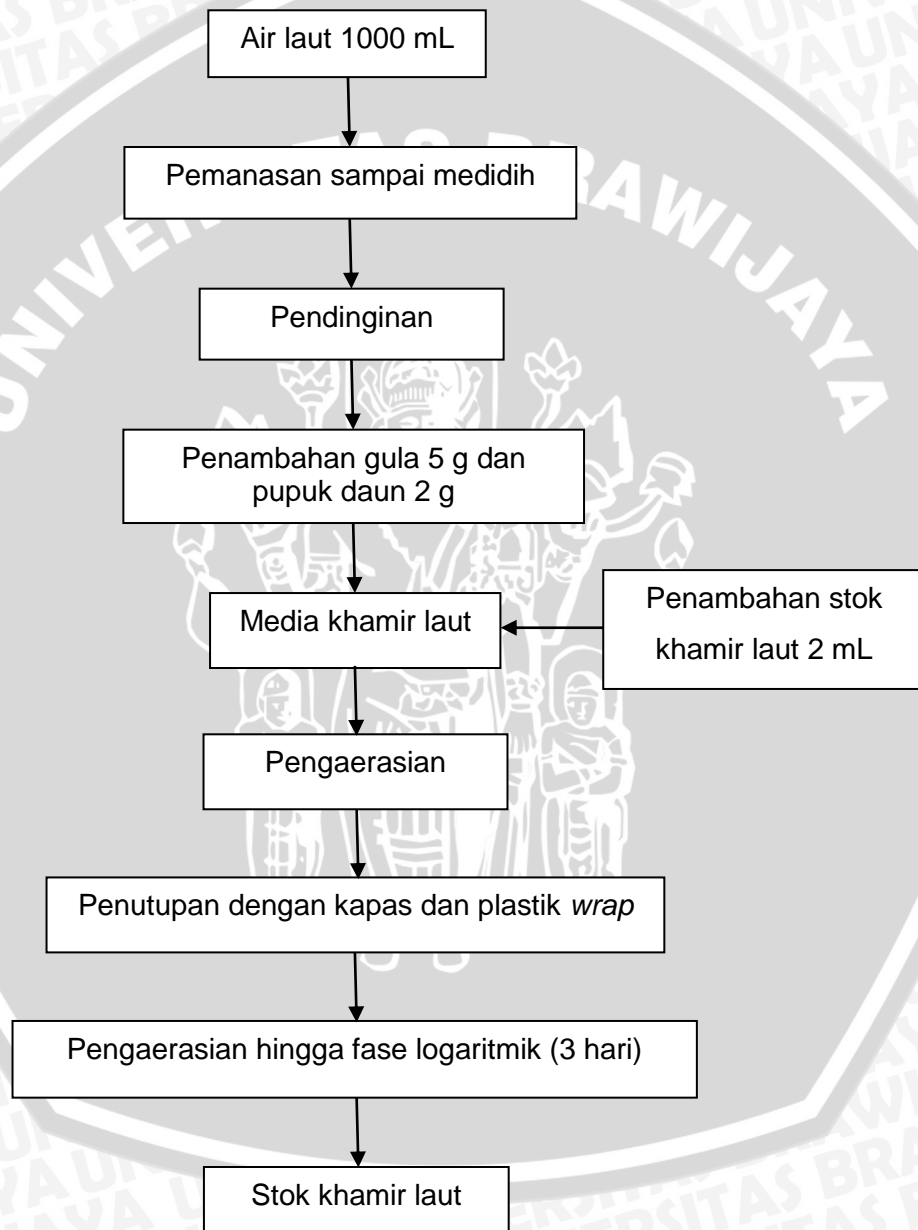 Air laut 1000 mL
Pemanasan sampai medidih
Pendinginan
Penambahan gula 5 g dan
pupuk daun 2 g
Media khamir laut
Penambahan stok
khamir laut 2 mL
Pengaerasian
Penutupan dengan kapas dan plastik wrap
Pengaerasian hingga fase logaritmik (3 hari)
Stok khamir laut
UNIVERSITAS BRAWIJAYA